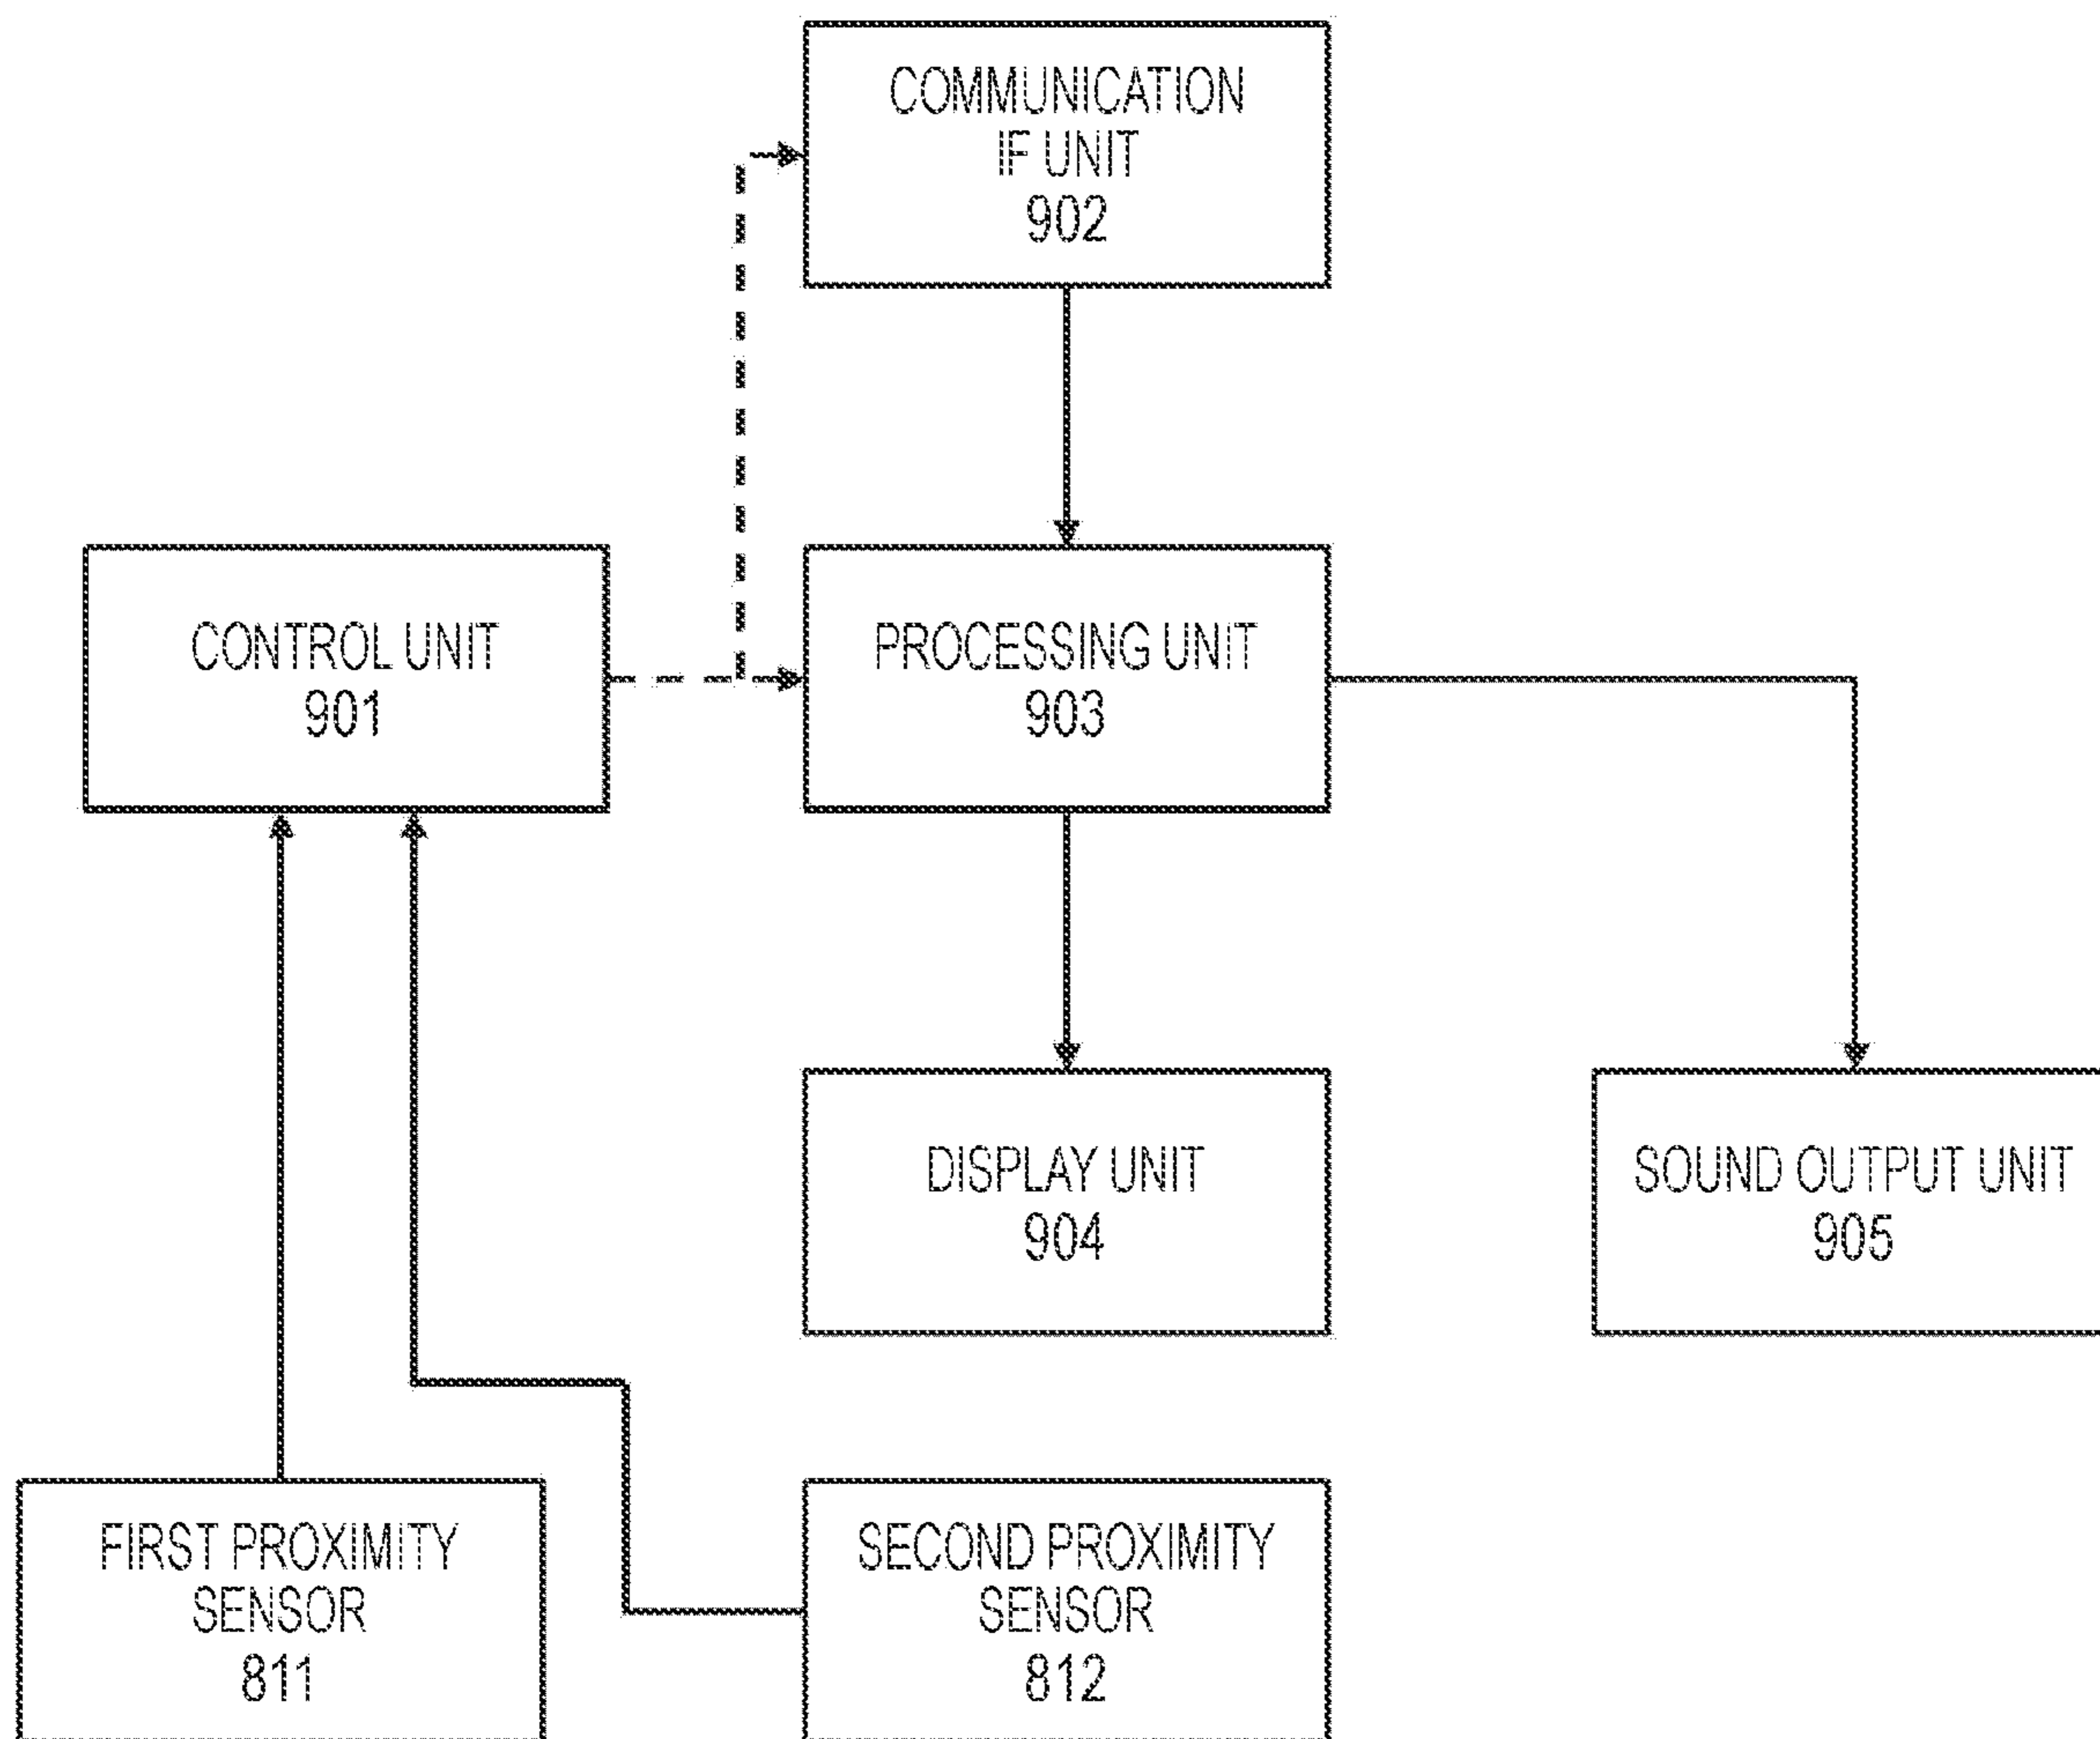 COMMUNICATION
IF UNIT
902
CONTROL UNIT
901
PROCESSING UNIT
903
DISPLAY UNIT
904
SOUND OUTPUT UNIT
905
FIRST PROXIMITY
SENSOR
811
SECOND PROXIMITY
SENSOR
812